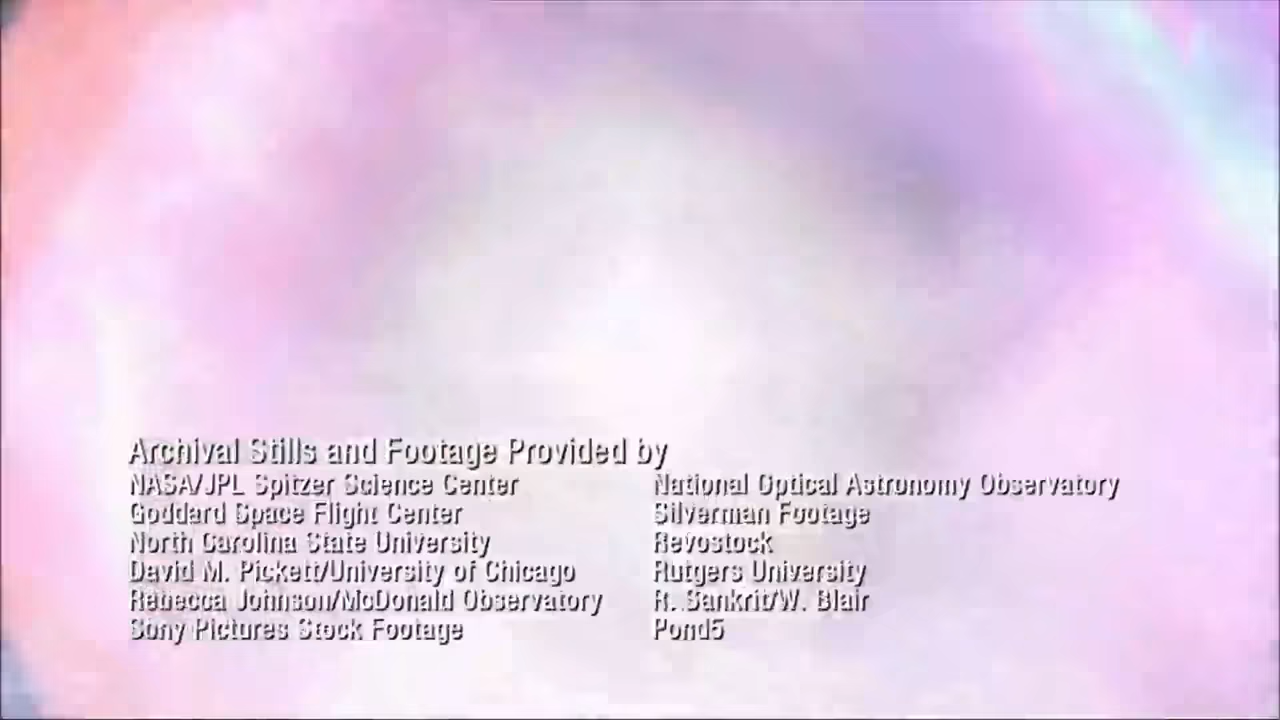 Archival Stills and Footage Provided by
NASA/JPL Spitzer Science Center
Goddard Space Flight Center
North Carolina State University
David M. Pickett/University of Chicago
Rebecca Johnson/McDonald Observatory
Sony Pictures Stock Footage
National Optical Astronomy Observatory
Silverman Footage
Revostock
Rutgers University
R. Sankrit/W. Blair
Pond5